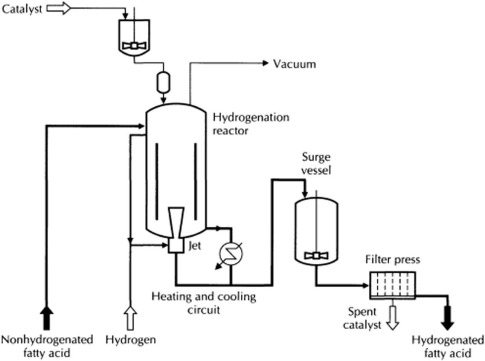 Catalyst
Vacuum
Hydrogenation
reactor
Surge
vessel
Jet
Filter press
Heating and cooling
circuit
Spent
catalyst
Nonhydrogenated
fatty acid
Hydrogen
Hydrogenated
fatty acid